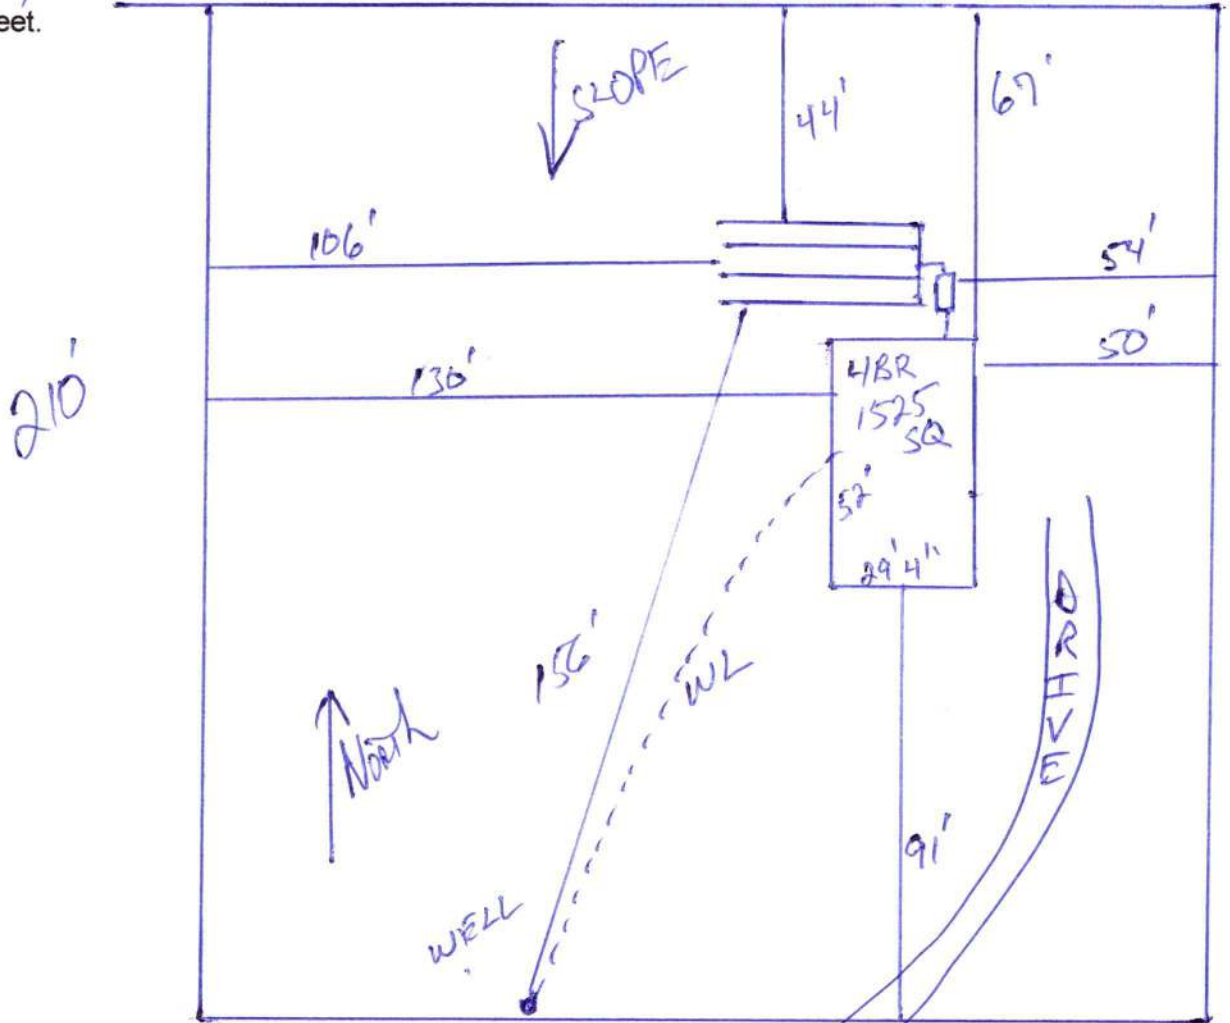 eet.
SLOPE
44'
67'
106'
54'
50'
210'
130'
4BR
1525
SQ
52'
29' 4"
156'
WL
DRIVE
North
91'
WELL